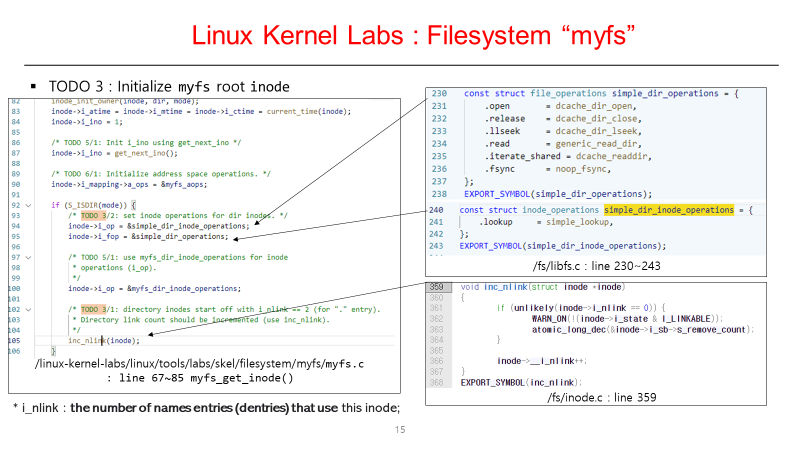 Linux Kernel Labs : Filesystem “myfs”
▪ TODO 3 : Initialize myfs root inode
82 inode_init_owner(inode, dir, mode);
83 inode->i_atime = inode->i_mtime = inode->i_ctime = current_time(inode);
84 inode->i_ino = 1;
85
86 /* TODO 5/1: Init i_ino using get_next_ino */
87 inode->i_ino = get_next_ino();
88
89 /* TODO 6/1: Initialize address space operations. */
90 inode->i_mapping->a_ops = &myfs_aops;
91
92 if (S_ISDIR(mode)) {
93 /* TODO 3/2: set inode operations for dir inodes. */
94 inode->i_op = &simple_dir_inode_operations;
95 inode->i_fop = &simple_dir_operations;
96
97 /* TODO 5/1: use myfs_dir_inode_operations for inode
98 * operations (i_op).
99 */
100 inode->i_op = &myfs_dir_inode_operations;
101
102 /* TODO 3/1: directory inodes start off with i_nlink == 2 (for "." entry).
103 * Directory link count should be incremented (use inc_nlink).
104 */
105 inc_nlink(inode);
106 }
/linux-kernel-labs/linux/tools/labs/skel/filesystem/myfs/myfs.c
: line 67~85 myfs_get_inode()
230 const struct file_operations simple_dir_operations = {
231 .open = dcache_dir_open,
232 .release = dcache_dir_close,
233 .llseek = dcache_dir_lseek,
234 .read = generic_read_dir,
235 .iterate_shared = dcache_readdir,
236 .fsync = noop_fsync,
237 };
238 EXPORT_SYMBOL(simple_dir_operations);
240 const struct inode_operations simple_dir_inode_operations = {
241 .lookup = simple_lookup,
242 };
243 EXPORT_SYMBOL(simple_dir_inode_operations);
/fs/libfs.c : line 230~243
359 void inc_nlink(struct inode *inode)
360 {
361 if (unlikely(inode->i_nlink == 0)) {
362 WARN_ON(!(inode->i_state & I_LINKABLE));
363 atomic_long_dec(&inode->i_sb->s_remove_count);
364 }
365
366 inode->__i_nlink++;
367 }
368 EXPORT_SYMBOL(inc_nlink);
/fs/inode.c : line 359
* i_nlink : the number of names entries (dentries) that use this inode;
15